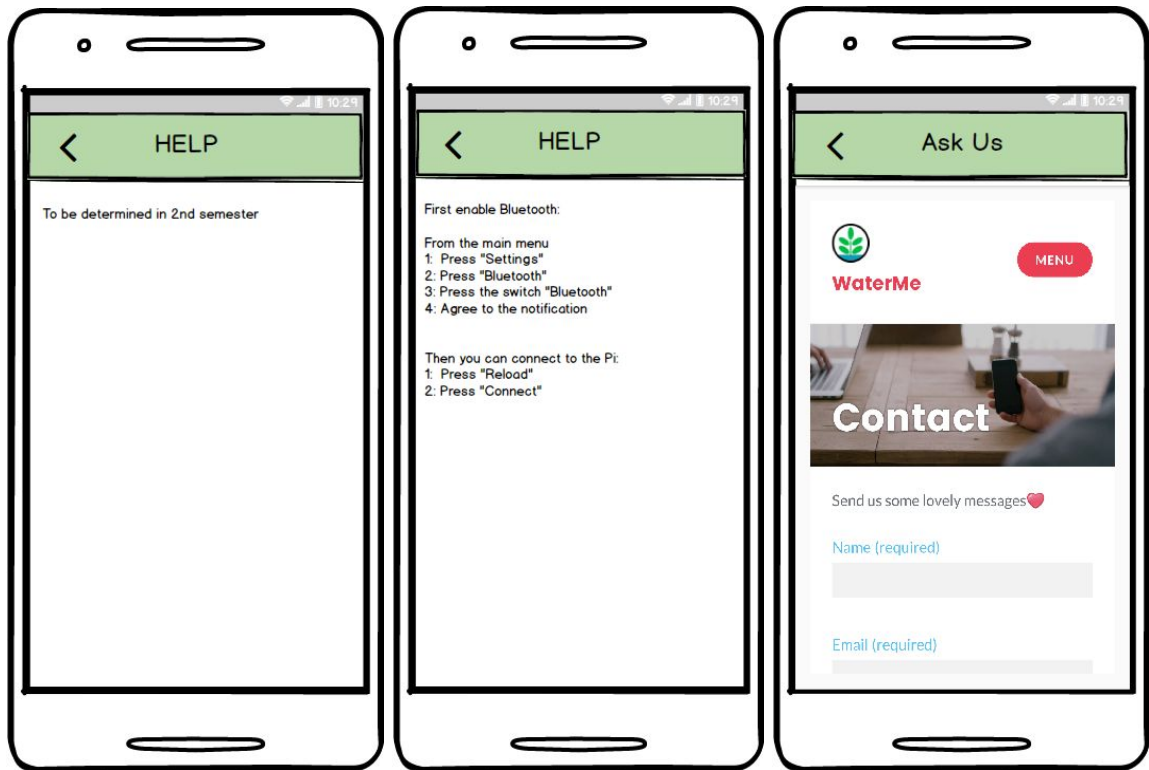 10:29
HELP
To be determined in 2nd semester
10:29
HELP
First enable Bluetooth:
From the main menu
1: Press "Settings"
2: Press "Bluetooth"
3: Press the switch "Bluetooth"
4: Agree to the notification
Then you can connect to the Pi:
1: Press "Reload"
2: Press "Connect"
10:29
Ask Us
WaterMe
MENU
Contact
Send us some lovely messages❤️
Name (required)
Email (required)